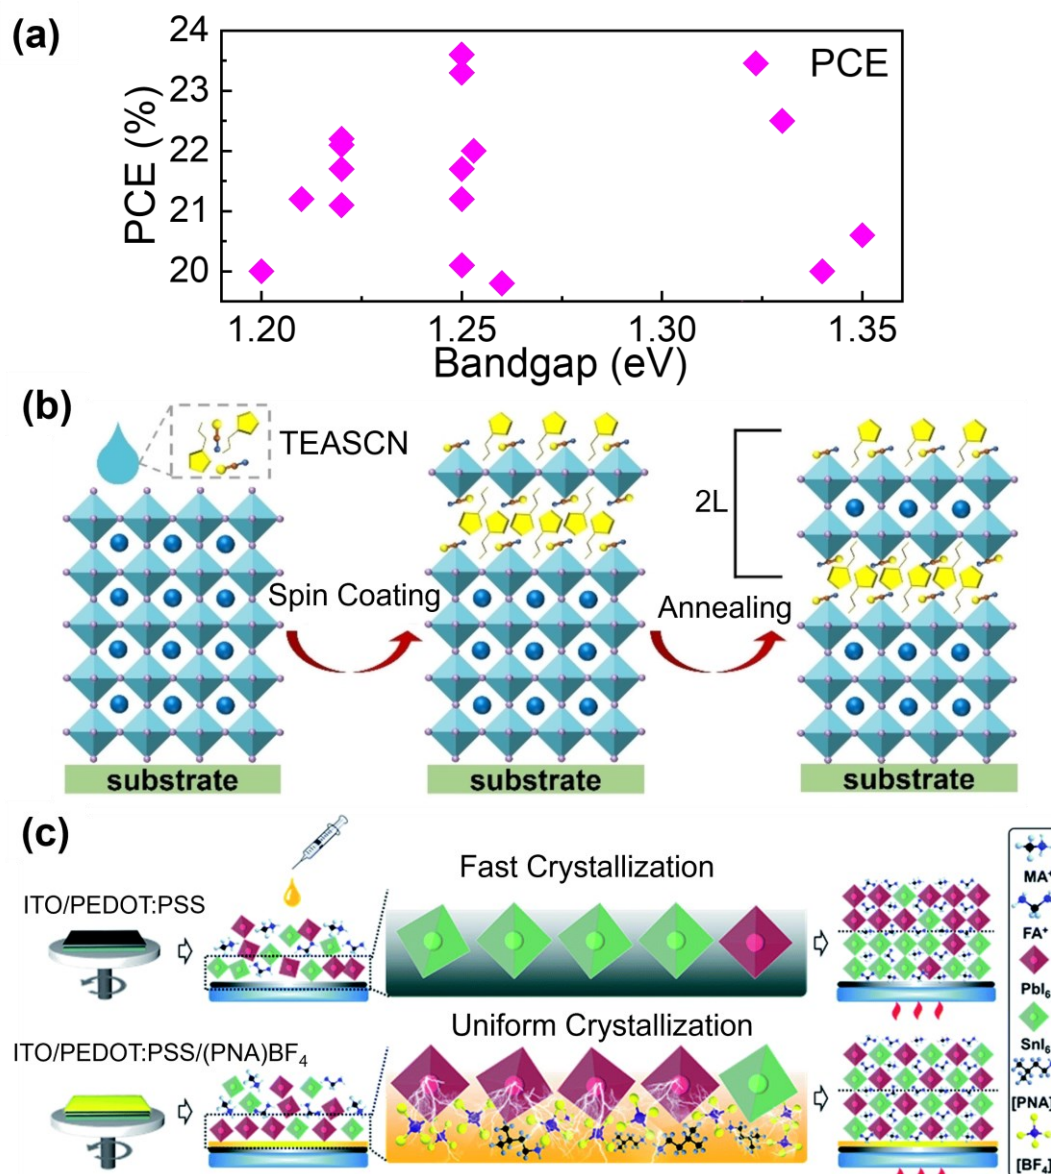 (a)
24
23
22
21
20
PCE (%)
PCE
1.20
1.25
1.30
1.35
Bandgap (eV)
(b)
TEASCN
Spin Coating
2L
Annealing
substrate
substrate
substrate
(c)
ITO/PEDOT:PSS
Fast Crystallization
ITO/PEDOT:PSS/(PNA)BF₄
Uniform Crystallization
MA⁺
FA⁺
PbI₆
SnI₆
[PNA]
[BF₄]